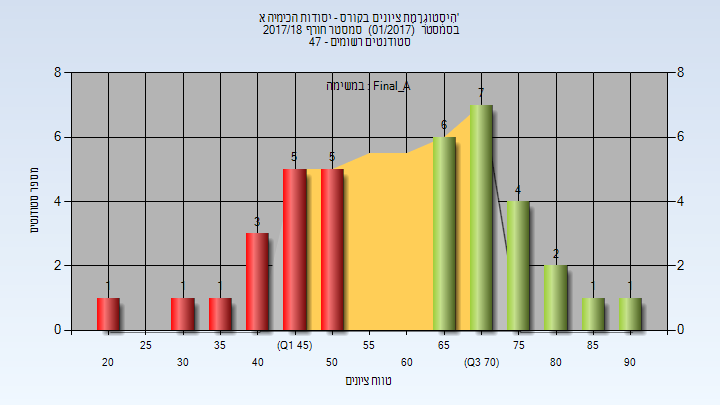 היסטוגרמת ציונים בקורס - יסודות הכימיה א'
בסמסטר (01/2017) סמסטר חורף 2017/18
סטודנטים רשומים - 47
במשימה : Final_A
מספר סטודנטים
8 8
6 6
4 4
2 2
0 0
1 1 1 3 5 5 6 7 4 2 1 1
20 25 30 35 40 (Q1 45) 50 55 60 65 (Q3 70) 75 80 85 90
טווח ציונים